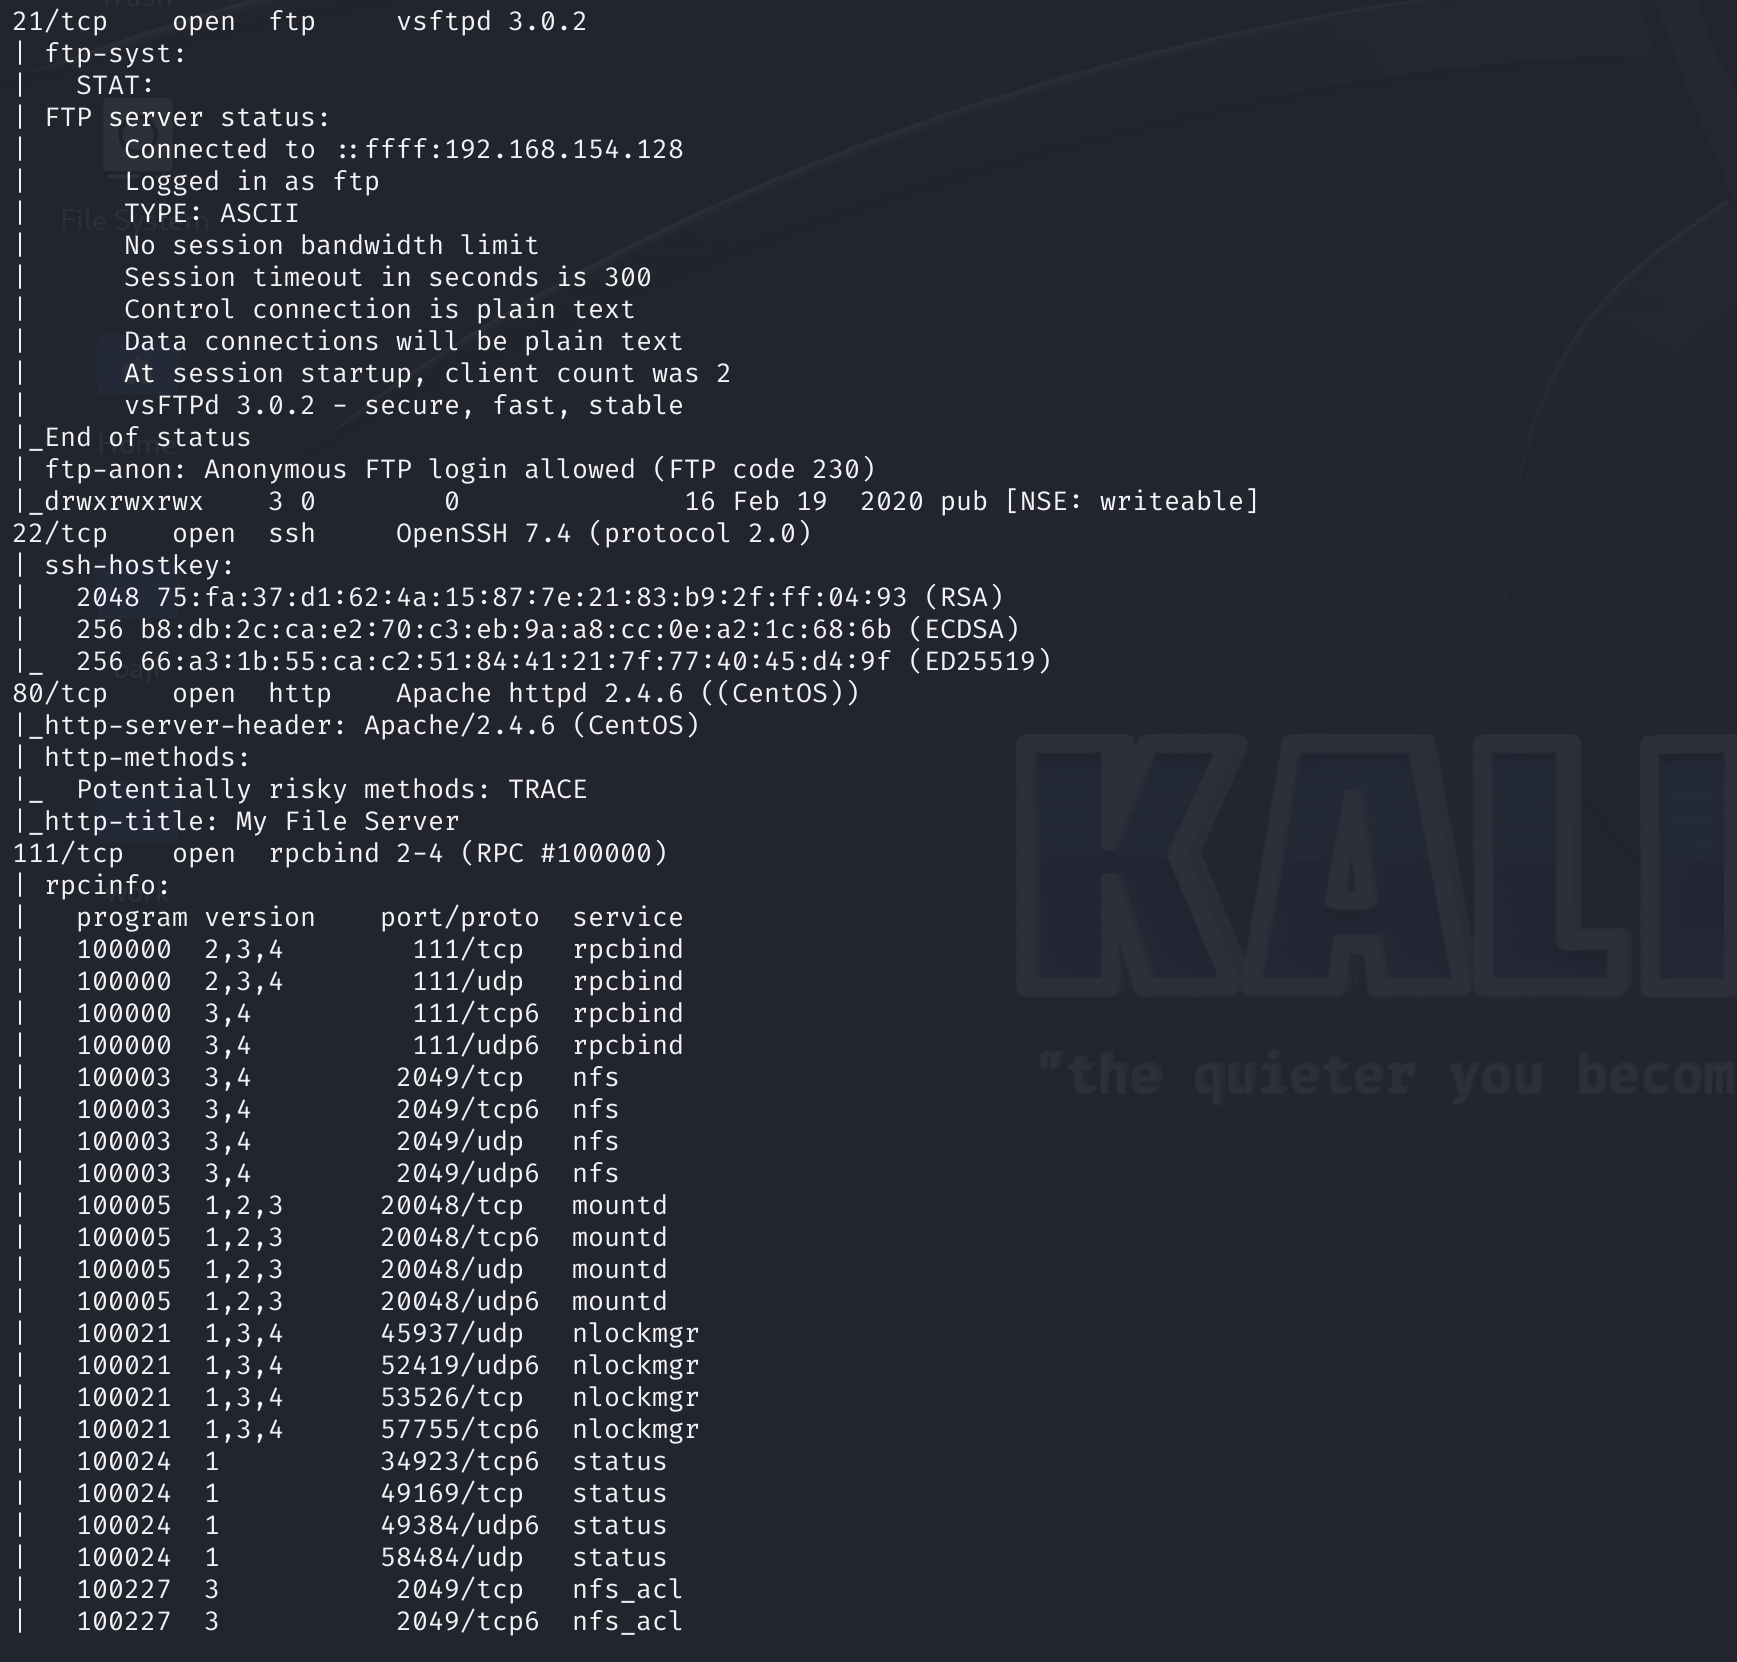 21/tcp    open  ftp     vsftpd 3.0.2
| ftp-syst:
|   STAT:
| FTP server status:
|      Connected to ::ffff:192.168.154.128
|      Logged in as ftp
|      TYPE: ASCII
|      No session bandwidth limit
|      Session timeout in seconds is 300
|      Control connection is plain text
|      Data connections will be plain text
|      At session startup, client count was 2
|      vsFTPd 3.0.2 - secure, fast, stable
|_End of status
| ftp-anon: Anonymous FTP login allowed (FTP code 230)
|_drwxrwxrwx    3 0        0              16 Feb 19  2020 pub [NSE: writeable]
22/tcp    open  ssh     OpenSSH 7.4 (protocol 2.0)
| ssh-hostkey:
|   2048 75:fa:37:d1:62:4a:15:87:7e:21:83:b9:2f:ff:04:93 (RSA)
|   256 b8:db:2c:ca:e2:70:c3:eb:9a:a8:cc:0e:a2:1c:68:6b (ECDSA)
|_  256 66:a3:1b:55:ca:c2:51:84:41:21:7f:77:40:45:d4:9f (ED25519)
80/tcp    open  http    Apache httpd 2.4.6 ((CentOS))
|_http-server-header: Apache/2.4.6 (CentOS)
| http-methods:
|_  Potentially risky methods: TRACE
|_http-title: My File Server
111/tcp   open  rpcbind 2-4 (RPC #100000)
| rpcinfo:
|   program version    port/proto  service
|   100000  2,3,4        111/tcp   rpcbind
|   100000  2,3,4        111/udp   rpcbind
|   100000  3,4          111/tcp6  rpcbind
|   100000  3,4          111/udp6  rpcbind
|   100003  3,4         2049/tcp   nfs
|   100003  3,4         2049/tcp6  nfs
|   100003  3,4         2049/udp   nfs
|   100003  3,4         2049/udp6  nfs
|   100005  1,2,3      20048/tcp   mountd
|   100005  1,2,3      20048/tcp6  mountd
|   100005  1,2,3      20048/udp   mountd
|   100005  1,2,3      20048/udp6  mountd
|   100021  1,3,4      45937/udp   nlockmgr
|   100021  1,3,4      52419/udp6  nlockmgr
|   100021  1,3,4      53526/tcp   nlockmgr
|   100021  1,3,4      57755/tcp6  nlockmgr
|   100024  1          34923/tcp6  status
|   100024  1          49169/tcp   status
|   100024  1          49384/udp6  status
|   100024  1          58484/udp   status
|   100227  3           2049/tcp   nfs_acl
|   100227  3           2049/tcp6  nfs_acl
Trash
File System
Home
Work
KALI
"the quieter you becom